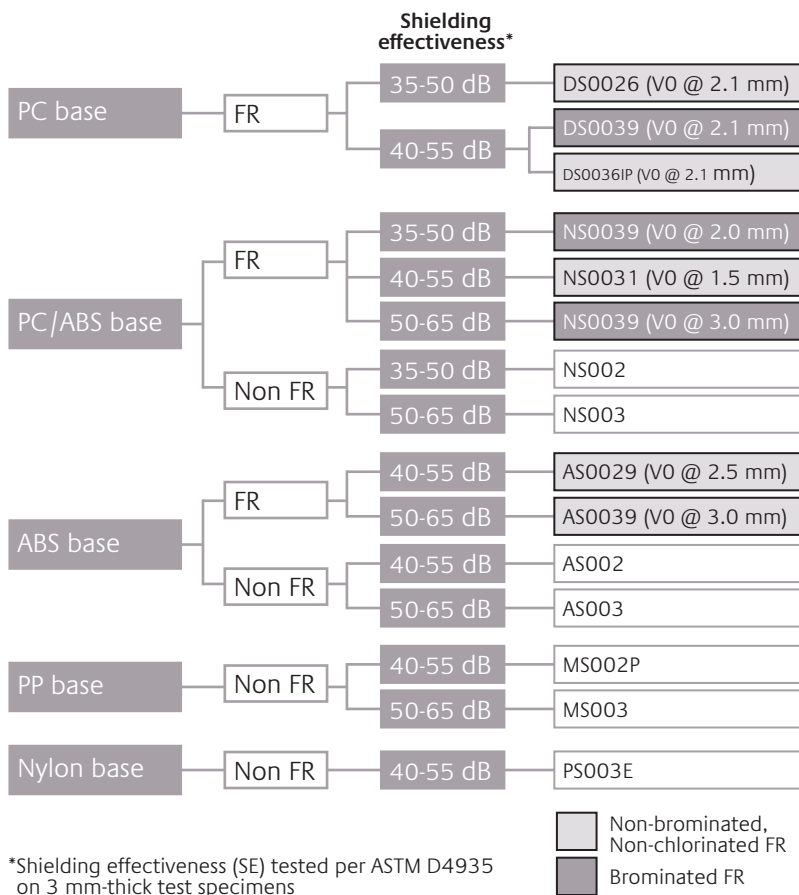 Shielding
effectiveness*
PC base
FR
35-50 dB
DS0026 (V0 @ 2.1 mm)
40-55 dB
DS0039 (V0 @ 2.1 mm)
DS0036IP (V0 @ 2.1 mm)
PC/ABS base
FR
35-50 dB
NS0039 (V0 @ 2.0 mm)
40-55 dB
NS0031 (V0 @ 1.5 mm)
50-65 dB
NS0039 (V0 @ 3.0 mm)
Non FR
35-50 dB
NS002
50-65 dB
NS003
ABS base
FR
40-55 dB
AS0029 (V0 @ 2.5 mm)
50-65 dB
AS0039 (V0 @ 3.0 mm)
Non FR
40-55 dB
AS002
50-65 dB
AS003
PP base
Non FR
40-55 dB
MS002P
50-65 dB
MS003
Nylon base
Non FR
40-55 dB
PS003E
Non-brominated,
Non-chlorinated FR
Brominated FR
*Shielding effectiveness (SE) tested per ASTM D4935
on 3 mm-thick test specimens